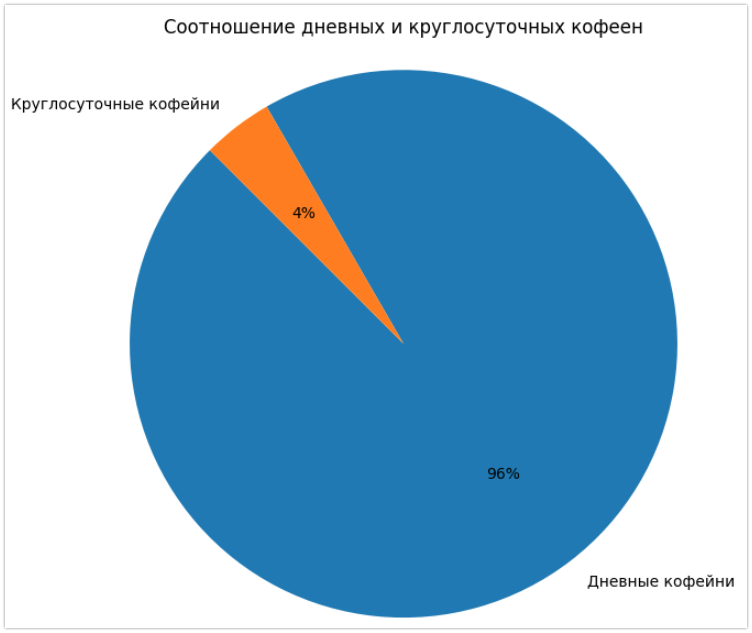 Соотношение дневных и круглосуточных кофеен
Круглосуточные кофейни
4%
96%
Дневные кофейни